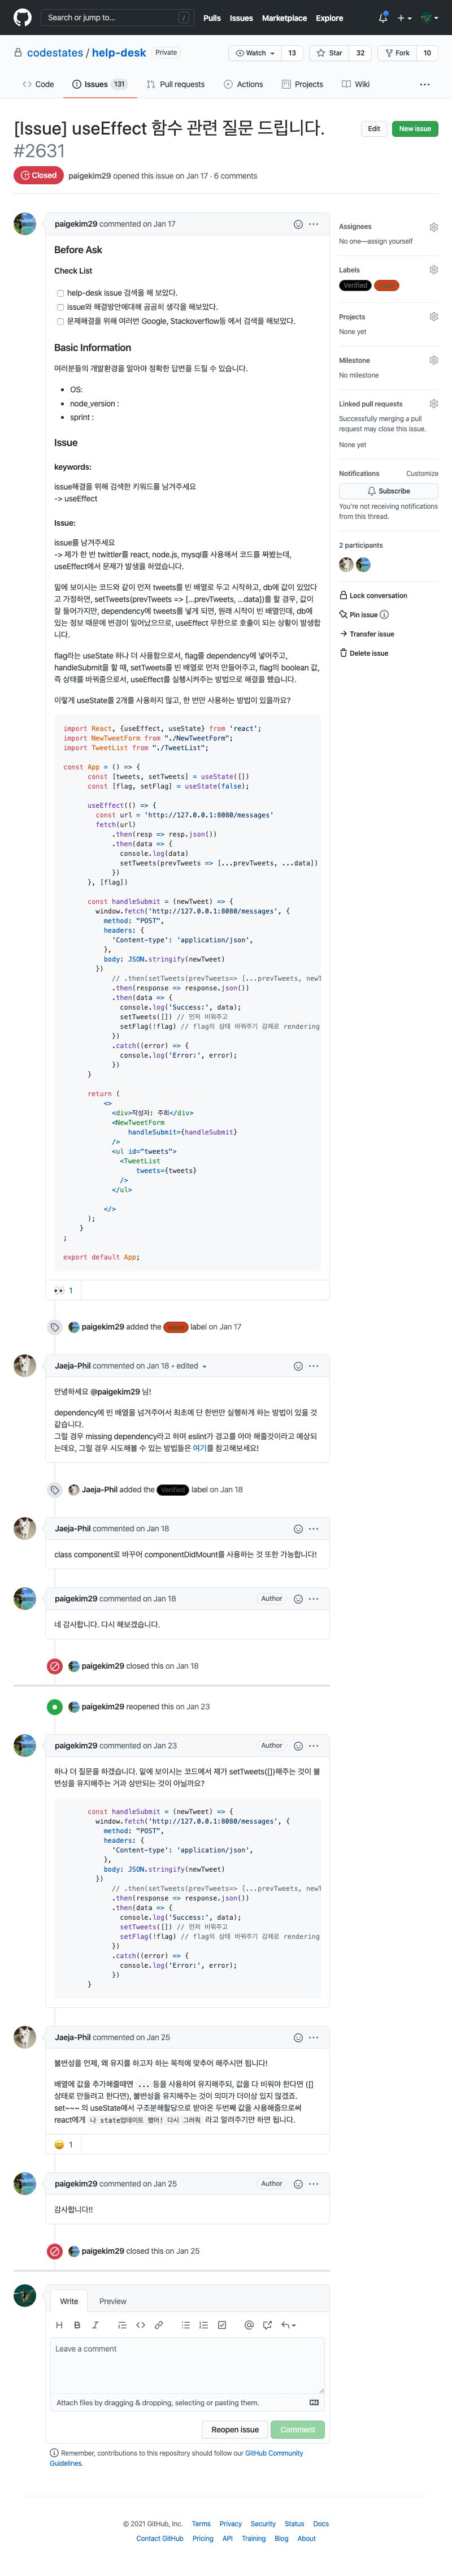 Search or jump to...
/
Pulls Issues Marketplace Explore
codestates / help-desk Private
Watch 13 Star 32 Fork 10
Code Issues 131 Pull requests Actions Projects Wiki
[Issue] useEffect 함수 관련 질문 드립니다.
#2631
Edit New issue
Closed paigekim29 opened this issue on Jan 17 · 6 comments
paigekim29 commented on Jan 17
Before Ask
Check List
help-desk issue 검색을 해 보았다.
issue와 해결방안에대해 곰곰히 생각을 해보았다.
문제해결을 위해 여러번 Google, Stackoverflow등 에서 검색을 해보았다.
Basic Information
여러분들의 개발환경을 알아야 정확한 답변을 드릴 수 있습니다.
OS:
node_version :
sprint :
Issue
keywords:
issue해결을 위해 검색한 키워드를 남겨주세요
-> useEffect
Issue:
issue를 남겨주세요
-> 제가 한 번 twittler를 react, node.js, mysql를 사용해서 코드를 짜봤는데,
useEffect에서 문제가 발생을 하였습니다.
밑에 보이시는 코드와 같이 먼저 tweets를 빈 배열로 두고 시작하고, db에 값이 있었다
고 가정하면, setTweets(prevTweets => [...prevTweets, ...data])를 할 경우, 값이
잘 들어가지만, dependency에 tweets를 넣게 되면, 원래 시작이 빈 배열인데, db에
있는 정보 때문에 변경이 일어났으므로, useEffect 무한으로 호출이 되는 상황이 발생합
니다.
flag라는 useState 하나 더 사용함으로서, flag를 dependency에 넣어주고,
handleSubmit을 할 때, setTweets를 빈 배열로 먼저 만들어주고, flag의 boolean 값,
즉 상태를 바꿔줌으로서, useEffect를 실행시켜주는 방법으로 해결을 했습니다.
이렇게 useState를 2개를 사용하지 않고, 한 번만 사용하는 방법이 있을까요?
import React, {useEffect, useState} from 'react';
import NewTweetForm from "./NewTweetForm";
import TweetList from "./TweetList";
const App = () => {
const [tweets, setTweets] = useState([])
const [flag, setFlag] = useState(false);
useEffect(() => {
const url = 'http://127.0.0.1:8080/messages'
fetch(url)
.then(resp => resp.json())
.then(data => {
console.log(data)
setTweets(prevTweets => [...prevTweets, ...data])
})
}, [flag])
const handleSubmit = (newTweet) => {
window.fetch('http://127.0.0.1:8080/messages', {
method: "POST",
headers: {
'Content-type': 'application/json',
},
body: JSON.stringify(newTweet)
})
// .then(setTweets(prevTweets=> [...prevTweets, newT
.then(response => response.json())
.then(data => {
console.log('Success:', data);
setTweets([]) // 먼저 비워주고
setFlag(!flag) // flag의 상태 바꿔주기 강제로 rendering
})
.catch((error) => {
console.log('Error:', error);
})
}
return (
<>
<div>작성자: 주희</div>
<NewTweetForm
handleSubmit={handleSubmit}
/>
<ul id="tweets">
<TweetList
tweets={tweets}
/>
</ul>
</>
);
}
;
export default App;
1
paigekim29 added the label on Jan 17
Jaeja-Phil commented on Jan 18 • edited
안녕하세요 @paigekim29 님!
dependency에 빈 배열을 넘겨주어서 최초에 단 한번만 실행하게 하는 방법이 있을 것
같습니다.
그럴 경우 missing dependency라고 하며 eslint가 경고를 아마 해줄것이라고 예상되
는데요, 그럴 경우 시도해볼 수 있는 방법들은 여기를 참고해보세요!
Jaeja-Phil added the Verified label on Jan 18
Jaeja-Phil commented on Jan 18
class component로 바꾸어 componentDidMount를 사용하는 것 또한 가능합니다!
paigekim29 commented on Jan 18 Author
네 감사합니다. 다시 해보겠습니다.
paigekim29 closed this on Jan 18
paigekim29 reopened this on Jan 23
paigekim29 commented on Jan 23 Author
하나 더 질문을 하겠습니다. 밑에 보이시는 코드에서 제가 setTweets([])해주는 것이 불
변성을 유지해주는 거과 상반되는 것이 아닐까요?
const handleSubmit = (newTweet) => {
window.fetch('http://127.0.0.1:8080/messages', {
method: "POST",
headers: {
'Content-type': 'application/json',
},
body: JSON.stringify(newTweet)
})
// .then(setTweets(prevTweets=> [...prevTweets, newT
.then(response => response.json())
.then(data => {
console.log('Success:', data);
setTweets([]) // 먼저 비워주고
setFlag(!flag) // flag의 상태 바꿔주기 강제로 rendering
})
.catch((error) => {
console.log('Error:', error);
})
}
Jaeja-Phil commented on Jan 25
불변성을 언제, 왜 유지를 하고자 하는 목적에 맞추어 해주시면 됩니다!
배열에 값을 추가해줄때엔 ... 등을 사용하여 유지해주되, 값을 다 비워야 한다면 ([]
상태로 만들려고 한다면), 불변성을 유지해주는 것이 의미가 더이상 있지 않겠죠.
set~~~ 의 useState에서 구조분해할당으로 받아온 두번째 값을 사용해줌으로써
react에게 나 state업데이트 했어! 다시 그려줘 라고 알려주기만 하면 됩니다.
1
paigekim29 commented on Jan 25 Author
감사합니다!!
paigekim29 closed this on Jan 25
Write Preview
Leave a comment
Attach files by dragging & dropping, selecting or pasting them.
Reopen issue Comment
Remember, contributions to this repository should follow our GitHub Community
Guidelines.
Assignees
No one—assign yourself
Labels
Verified
Projects
None yet
Milestone
No milestone
Linked pull requests
Successfully merging a pull
request may close this issue.
None yet
Notifications Customize
Subscribe
You're not receiving notifications
from this thread.
2 participants
Lock conversation
Pin issue
Transfer issue
Delete issue
© 2021 GitHub, Inc. Terms Privacy Security Status Docs
Contact GitHub Pricing API Training Blog About